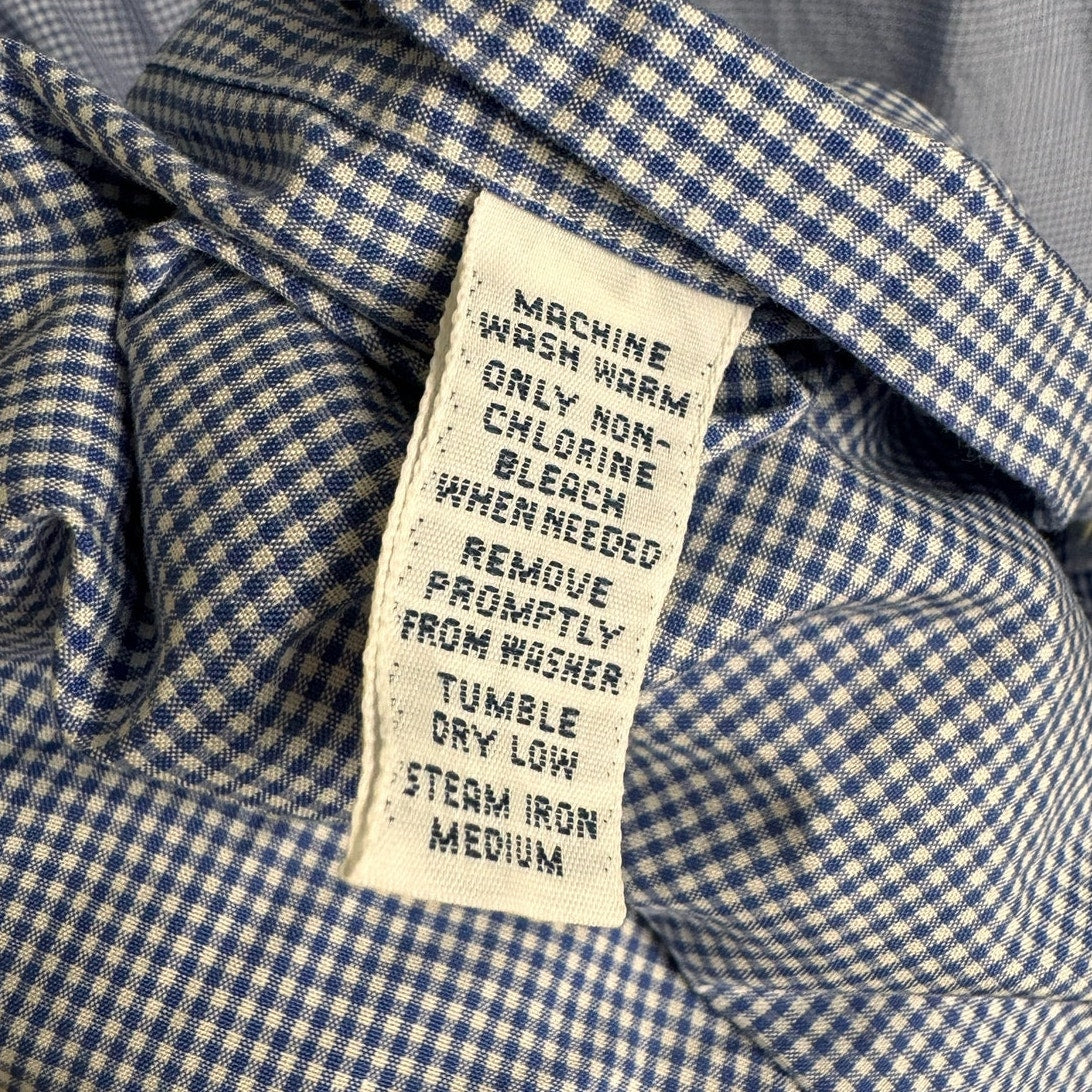 MACHINE
WASH WARM
ONLY NON-
CHLORINE
BLEACH
WHEN NEEDED
REMOVE
PROMPTLY
FROM WASHER
TUMBLE
DRY LOW
STEAM IRON
MEDIUM